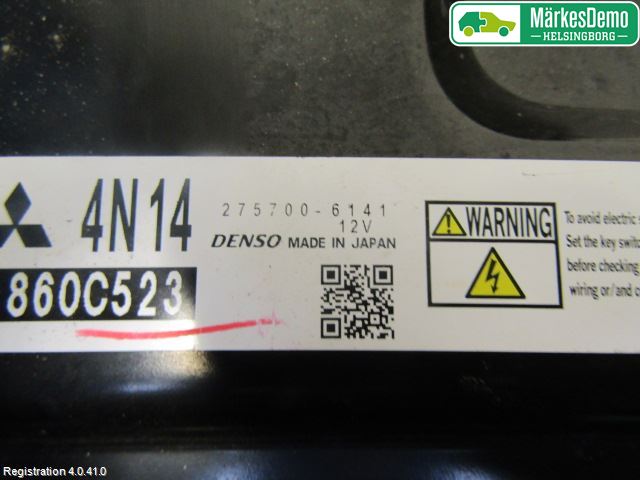 MärkesDemo
HELSINGBORG
4N14
275700-6141
12V
DENSO MADE IN JAPAN
860C523
WARNING
To avoid electric
Set the key switc
before checking
wiring or/and c
Registration 4.0.41.0